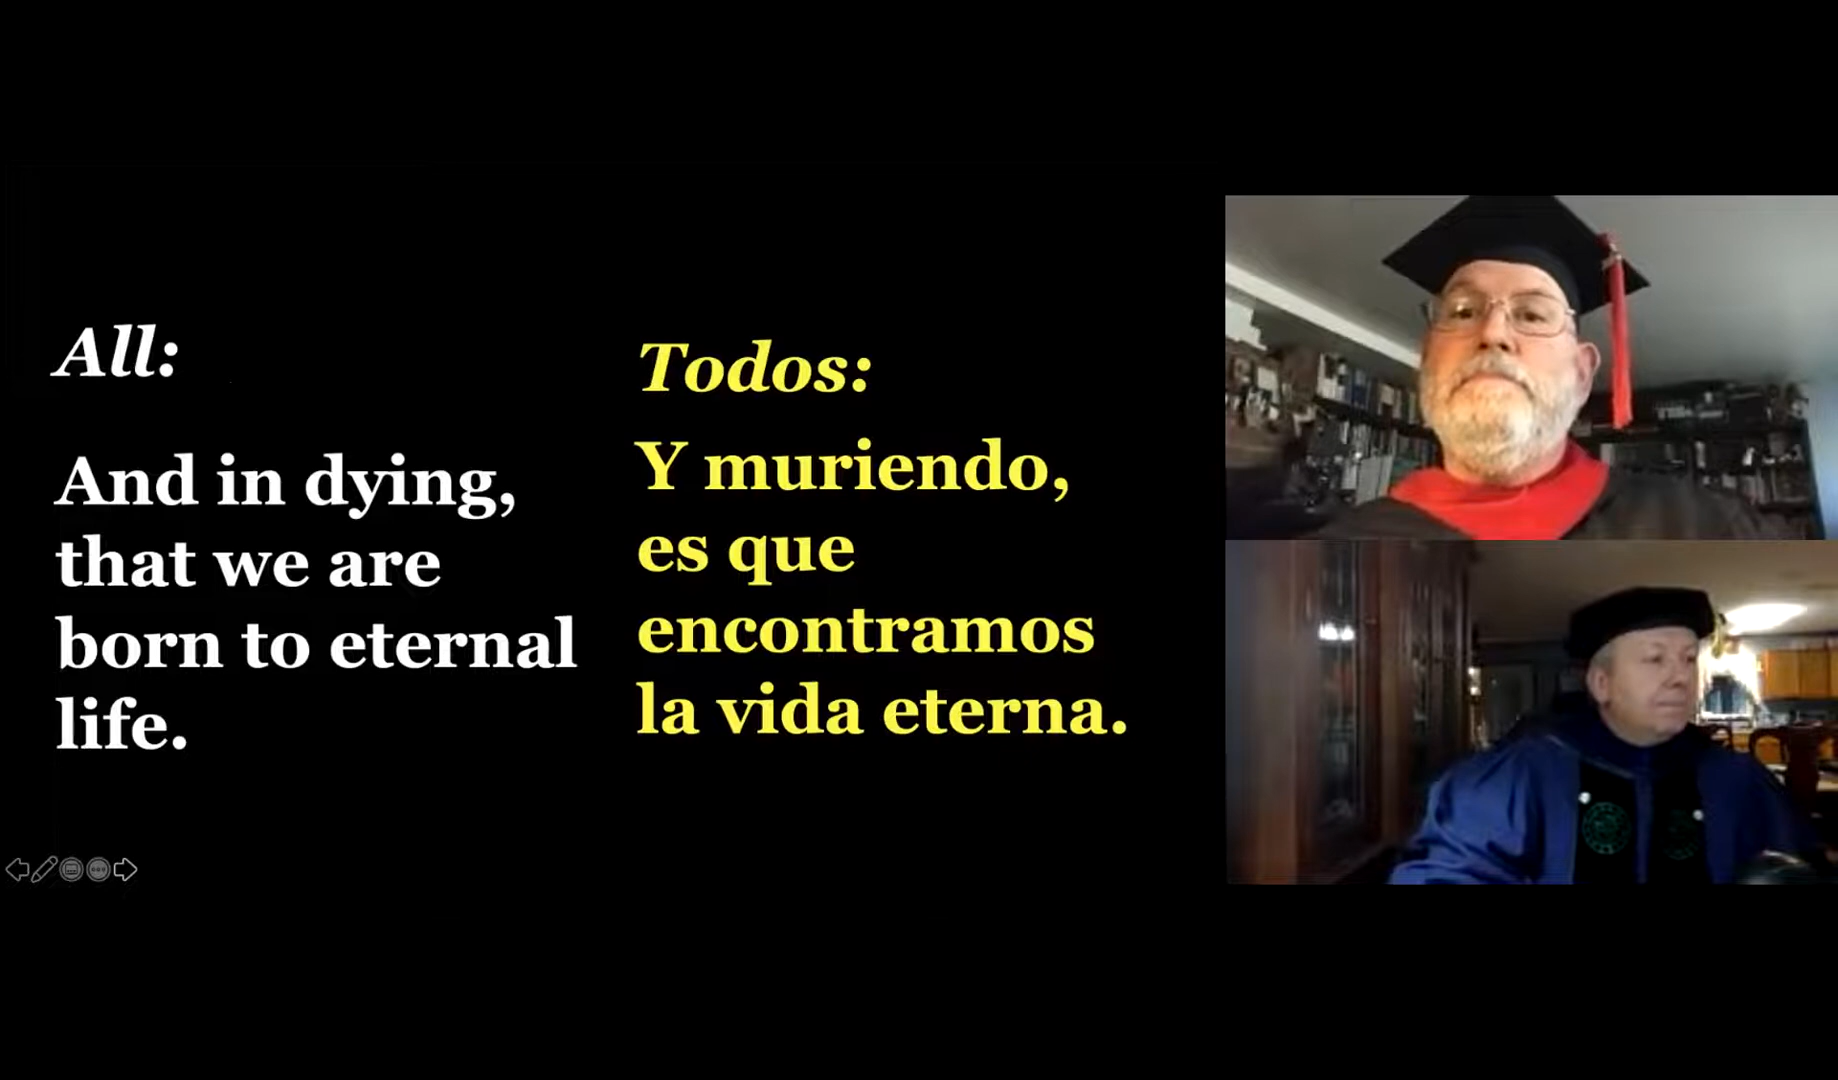 All:
And in dying,
that we are
born to eternal
life.
Todos:
Y muriendo,
es que
encontramos
la vida eterna.